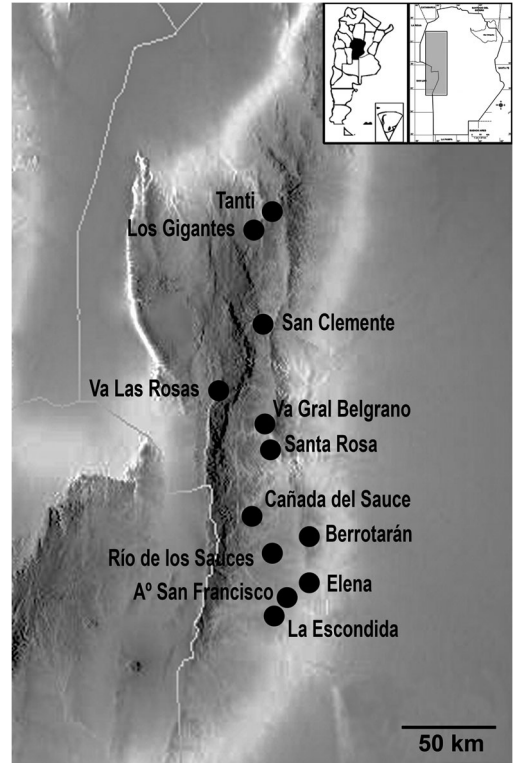 Tanti
Los Gigantes
San Clemente
Va Las Rosas
Va Gral Belgrano
Santa Rosa
Cañada del Sauce
Berrotarán
Río de los Sauces
Elena
Aº San Francisco
La Escondida
50 km